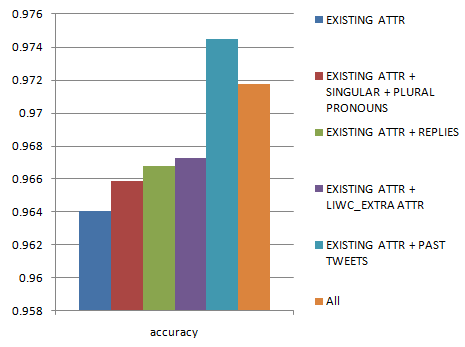 0.976
0.974
0.972
0.97
0.968
0.966
0.964
0.962
0.96
0.958
accuracy
EXISTING ATTR
EXISTING ATTR +
SINGULAR + PLURAL
PRONOUNS
EXISTING ATTR + REPLIES
EXISTING ATTR +
LIWC_EXTRA ATTR
EXISTING ATTR + PAST
TWEETS
All